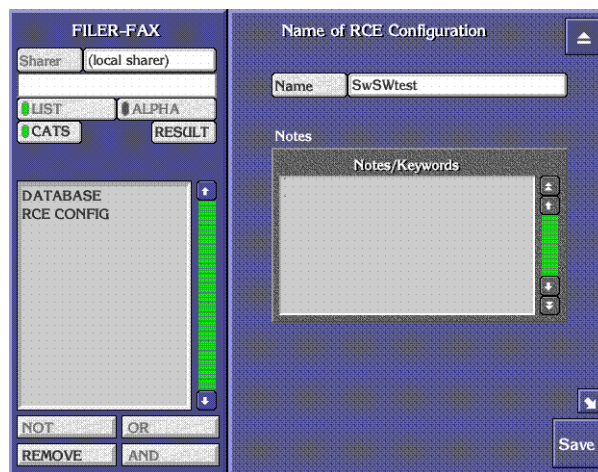 FILER-FAX
Sharer (local sharer)
LIST ALPHA
CATS RESULT
DATABASE
RCE CONFIG
NOT OR
REMOVE AND
Name of RCE Configuration
Name SwSWtest
Notes
Notes/Keywords
Save